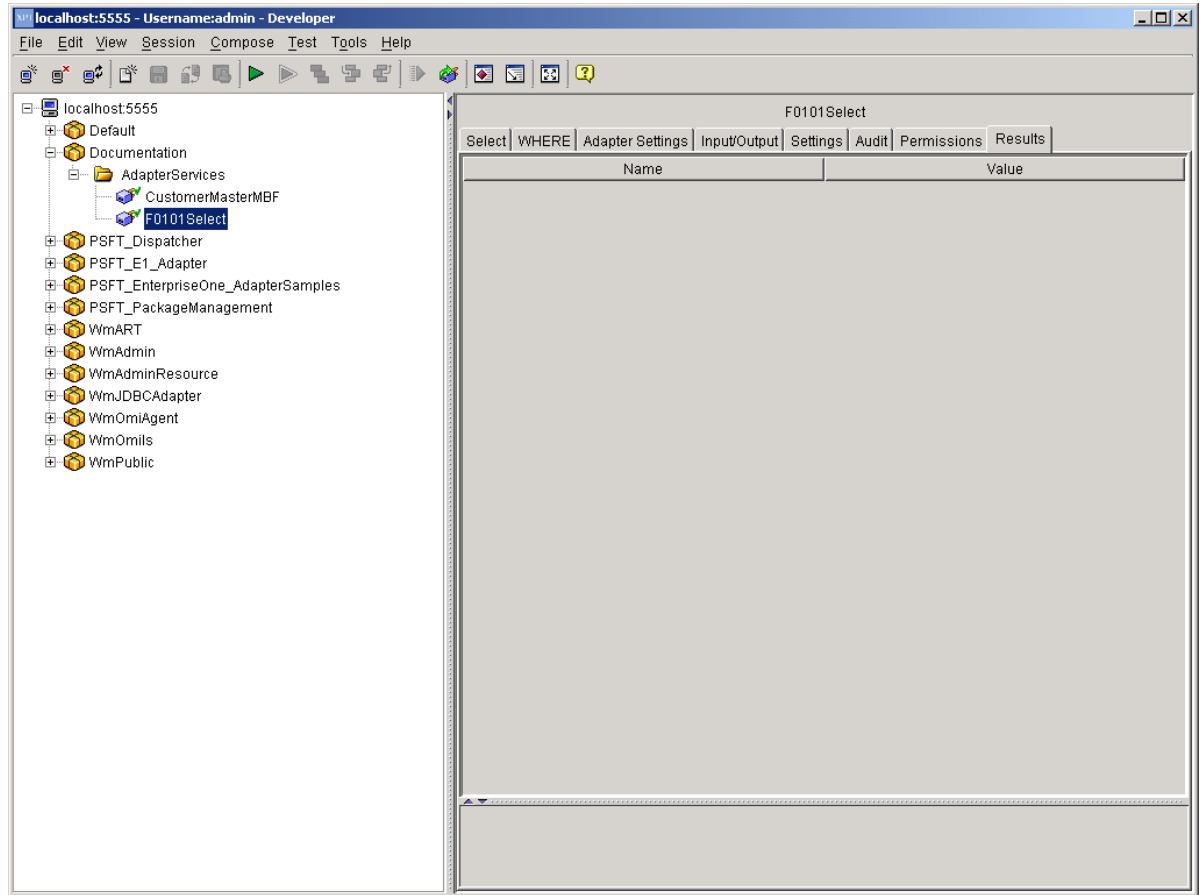 localhost:5555 - Username:admin - Developer
File Edit View Session Compose Test Tools Help
localhost:5555
Default
Documentation
AdapterServices
CustomerMasterMBF
F0101Select
PSFT_Dispatcher
PSFT_E1_Adapter
PSFT_EnterpriseOne_AdapterSamples
PSFT_PackageManagement
WmART
WmAdmin
WmAdminResource
WmJDBCAdapter
WmOmiAgent
WmOmils
WmPublic
F0101Select
Select WHERE Adapter Settings Input/Output Settings Audit Permissions Results
Name Value